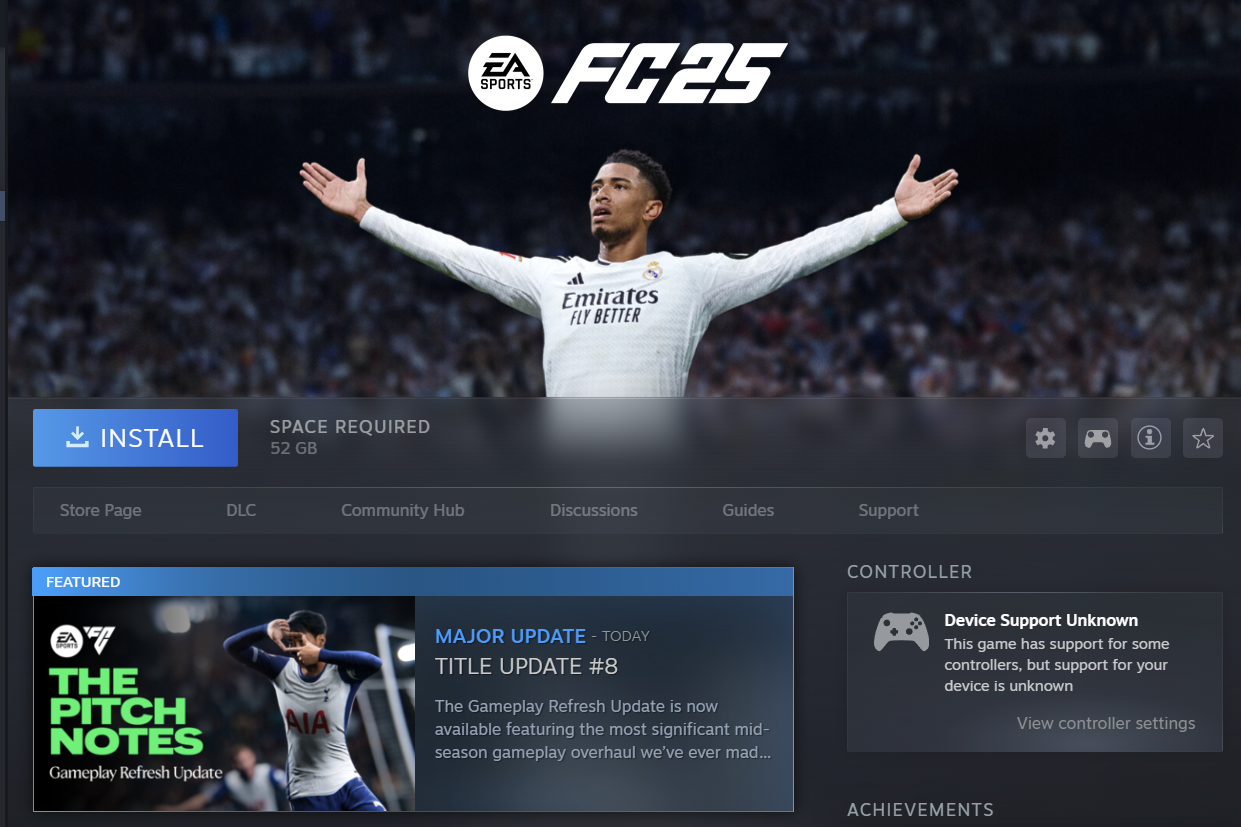 EA
SPORTS
FC25
Emirates
FLY BETTER
INSTALL
SPACE REQUIRED
52 GB
Store Page
DLC
Community Hub
Discussions
Guides
Support
FEATURED
EA
SPORTS
FC
THE
PITCH
NOTES
Gameplay Refresh Update
AIA
MAJOR UPDATE - TODAY
TITLE UPDATE #8
The Gameplay Refresh Update is now
available featuring the most significant mid-
season gameplay overhaul we've ever mad...
CONTROLLER
Device Support Unknown
This game has support for some
controllers, but support for your
device is unknown
View controller settings
ACHIEVEMENTS